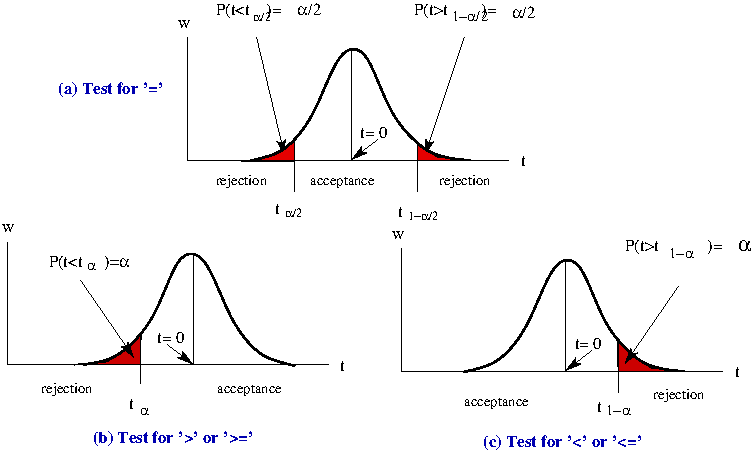 P(t<t α/2)= α/2
P(t>t 1−α/2)= α/2
w
(a) Test for ’=’
t= 0
t
rejection
acceptance
rejection
t α/2
t 1−α/2
w
P(t<t α )=α
t= 0
t
rejection
acceptance
t α
(b) Test for ’>’ or ’>=’
w
P(t>t 1−α )= α
t= 0
t
acceptance
rejection
t 1−α
(c) Test for ’<’ or ’<=’